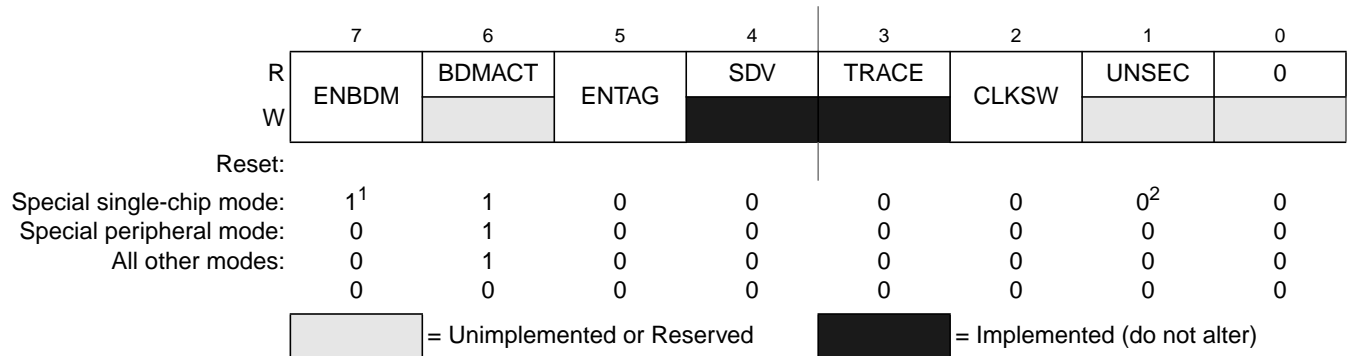 7 6 5 4 3 2 1 0
R ENBDM BDMACT ENTAG SDV TRACE CLKSW UNSEC 0
W
Reset:
Special single-chip mode: 1¹ 1 0 0 0 0 0² 0
Special peripheral mode: 0 1 0 0 0 0 0 0
All other modes: 0 1 0 0 0 0 0 0
0 0 0 0 0 0 0 0
= Unimplemented or Reserved = Implemented (do not alter)